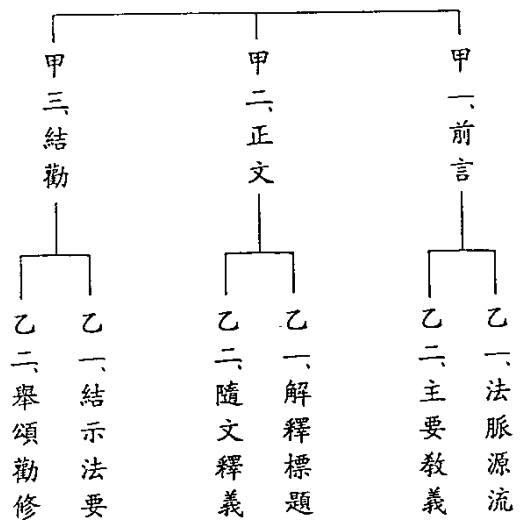 甲一、前言
乙一、法脈源流
乙二、主要教義
甲二、正文
乙一、解釋標題
乙二、隨文釋義
甲三、結勸
乙一、結示法要
乙二、舉頌勸修